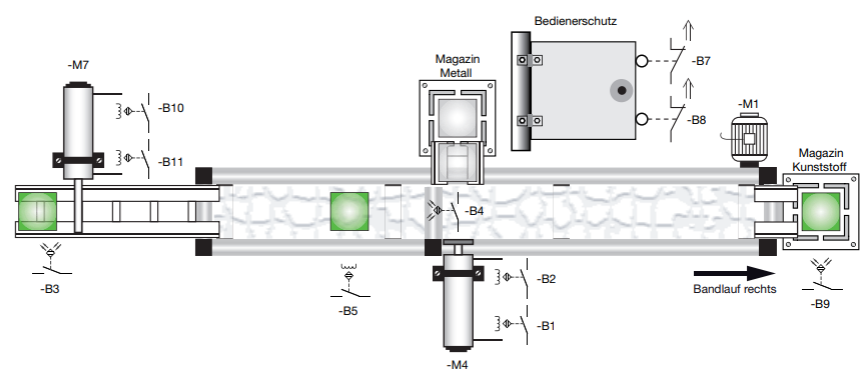 Bedienerschutz
-M7
Magazin
Metall
-B7
-B10
-M1
-B8
-B11
Magazin
Kunststoff
-B4
-B3
-B2
Bandlauf rechts
-B5
-B9
-B1
-M4